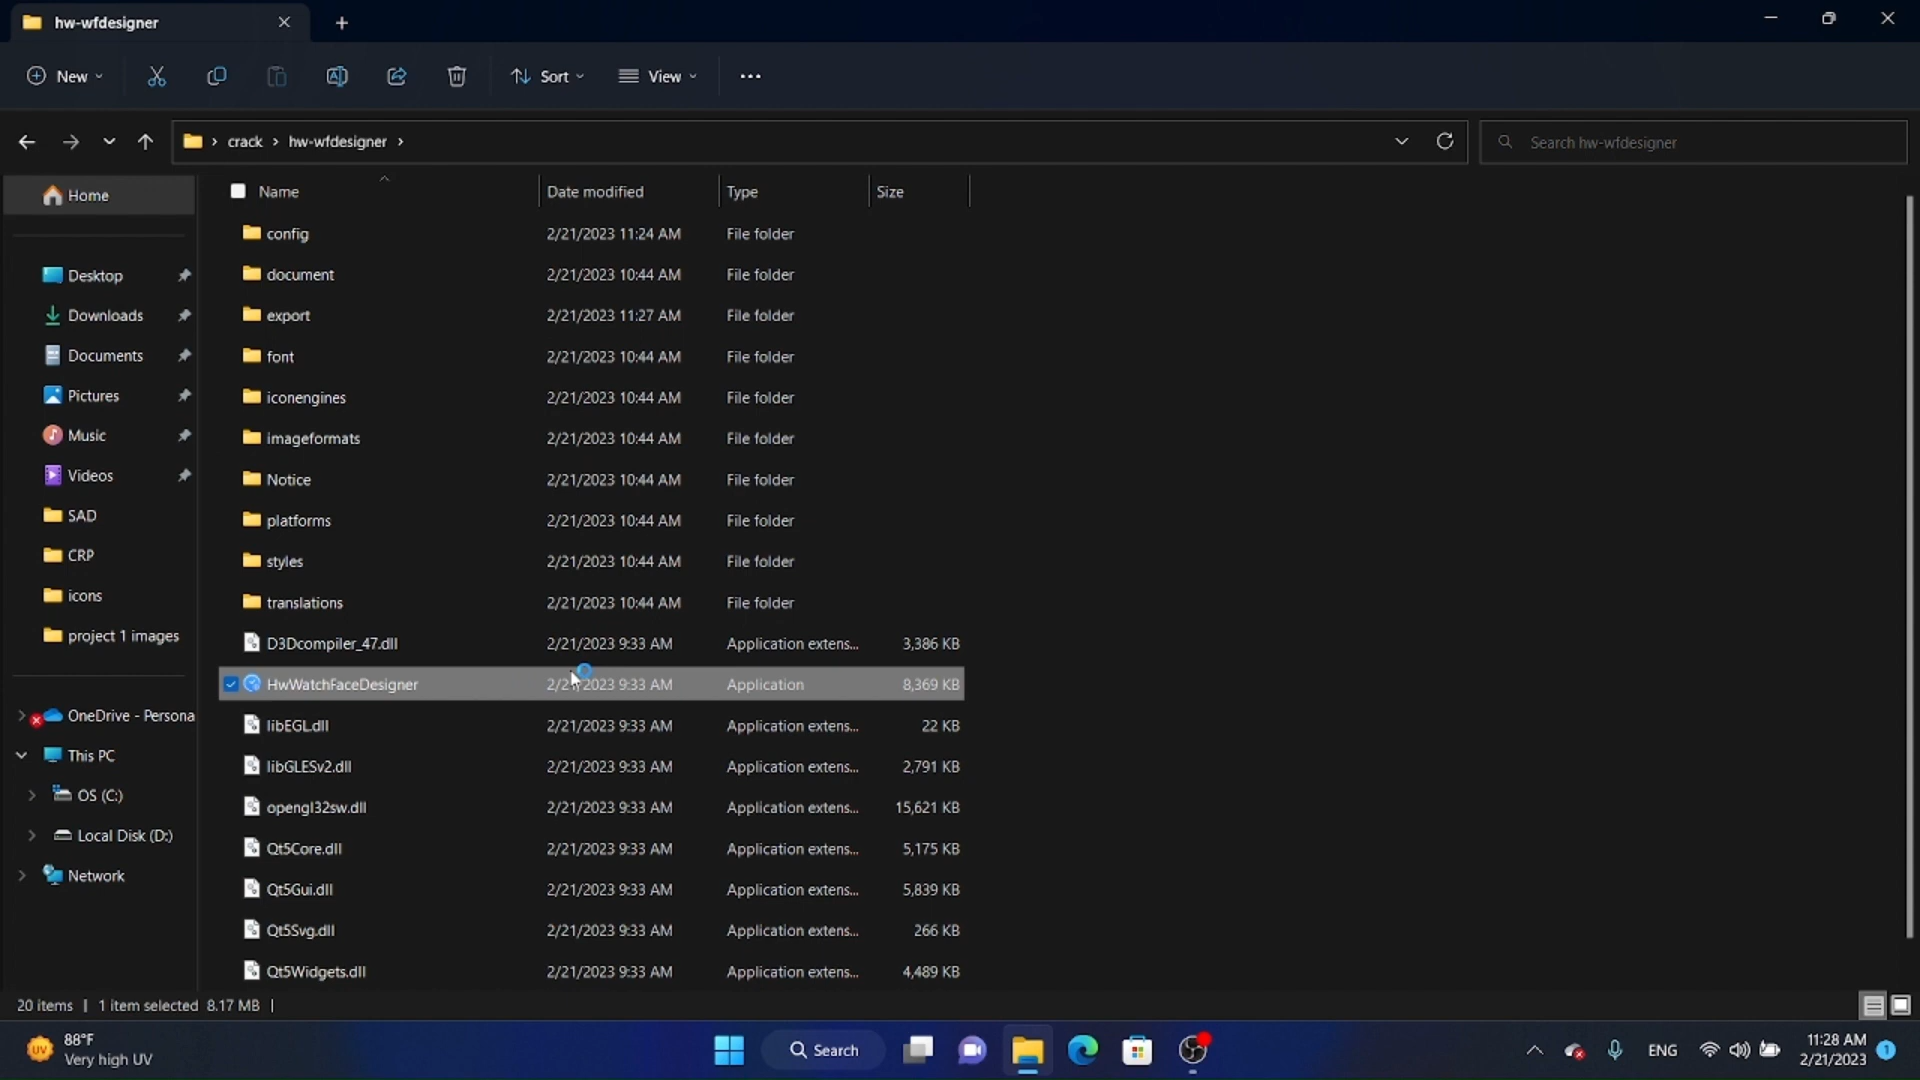 hw-wfdesigner
New
Sort
View
crack
hw-wfdesigner
Search hw-wfdesigner
Home
Desktop
Downloads
Documents
Pictures
Music
Videos
SAD
CRP
icons
project 1 images
OneDrive - Persona
This PC
OS (C:)
Local Disk (D:)
Network
Name Date modified Type Size
config 2/21/2023 11:24 AM File folder
document 2/21/2023 10:44 AM File folder
export 2/21/2023 11:27 AM File folder
font 2/21/2023 10:44 AM File folder
iconengines 2/21/2023 10:44 AM File folder
imageformats 2/21/2023 10:44 AM File folder
Notice 2/21/2023 10:44 AM File folder
platforms 2/21/2023 10:44 AM File folder
styles 2/21/2023 10:44 AM File folder
translations 2/21/2023 10:44 AM File folder
D3Dcompiler_47.dll 2/21/2023 9:33 AM Application extens... 3,386 KB
HwWatchFaceDesigner 2/21/2023 9:33 AM Application 8,369 KB
libEGL.dll 2/21/2023 9:33 AM Application extens... 22 KB
libGLESv2.dll 2/21/2023 9:33 AM Application extens... 2,791 KB
opengl32sw.dll 2/21/2023 9:33 AM Application extens... 15,621 KB
Qt5Core.dll 2/21/2023 9:33 AM Application extens... 5,175 KB
Qt5Gui.dll 2/21/2023 9:33 AM Application extens... 5,839 KB
Qt5Svg.dll 2/21/2023 9:33 AM Application extens... 266 KB
Qt5Widgets.dll 2/21/2023 9:33 AM Application extens... 4,489 KB
20 items | 1 item selected 8.17 MB |
UV
88°F
Very high UV
Search
ENG
11:28 AM
2/21/2023
1